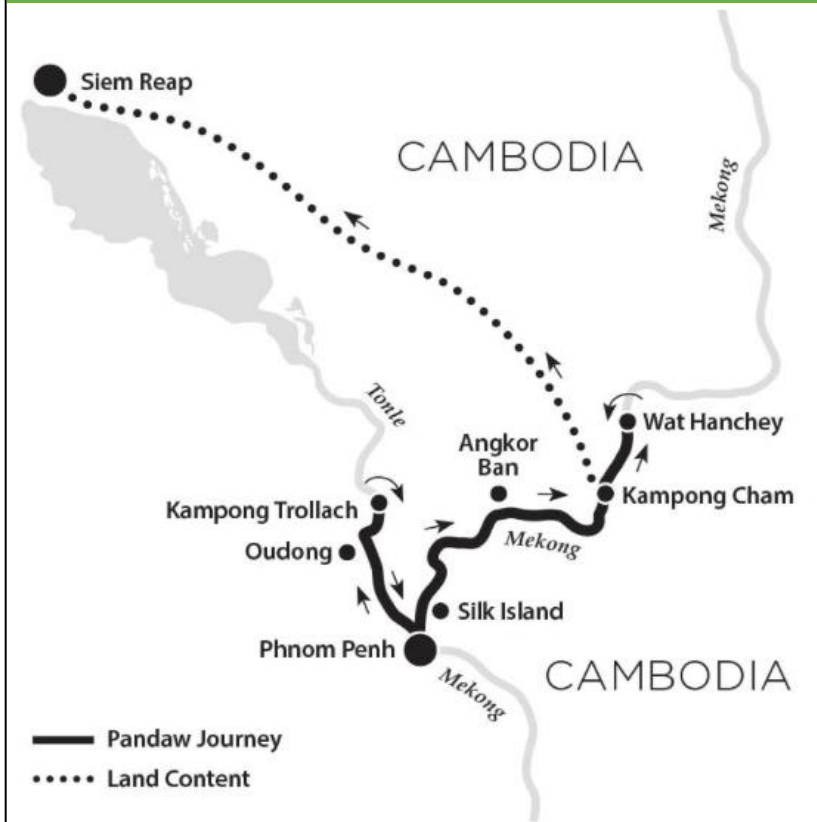 Siem Reap
CAMBODIA
Mekong
Tonle
Wat Hanchey
Angkor
Ban
Kampong Cham
Kampong Trollach
Mekong
Oudong
Silk Island
Phnom Penh
Mekong
CAMBODIA
Pandaw Journey
Land Content